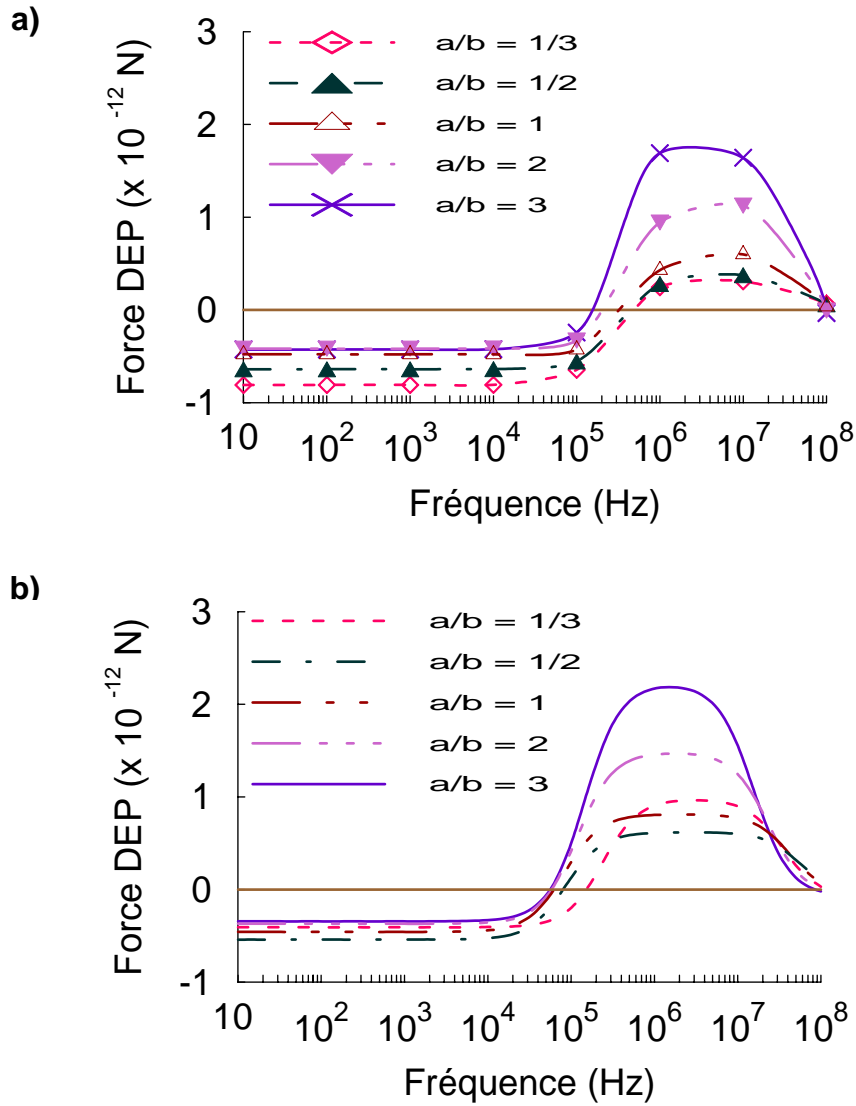 a)
Force DEP (x 10⁻¹² N)
3
2
1
0
-1
a/b = 1/3
a/b = 1/2
a/b = 1
a/b = 2
a/b = 3
10 10² 10³ 10⁴ 10⁵ 10⁶ 10⁷ 10⁸
Fréquence (Hz)
b)
Force DEP (x 10⁻¹² N)
3
2
1
0
-1
a/b = 1/3
a/b = 1/2
a/b = 1
a/b = 2
a/b = 3
10 10² 10³ 10⁴ 10⁵ 10⁶ 10⁷ 10⁸
Fréquence (Hz)